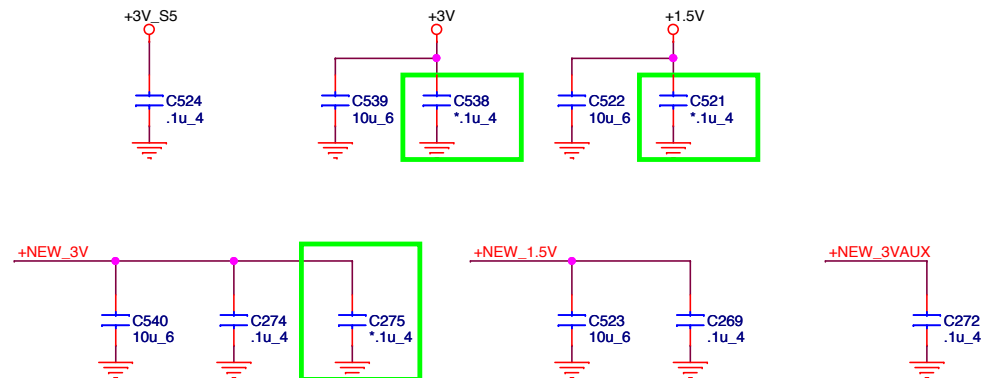 +3V_S5
+3V
+1.5V
C524
.1u_4
C539
10u_6
C538
*.1u_4
C522
10u_6
C521
*.1u_4
+NEW_3V
+NEW_1.5V
+NEW_3VAUX
C540
10u_6
C274
.1u_4
C275
*.1u_4
C523
10u_6
C269
.1u_4
C272
.1u_4